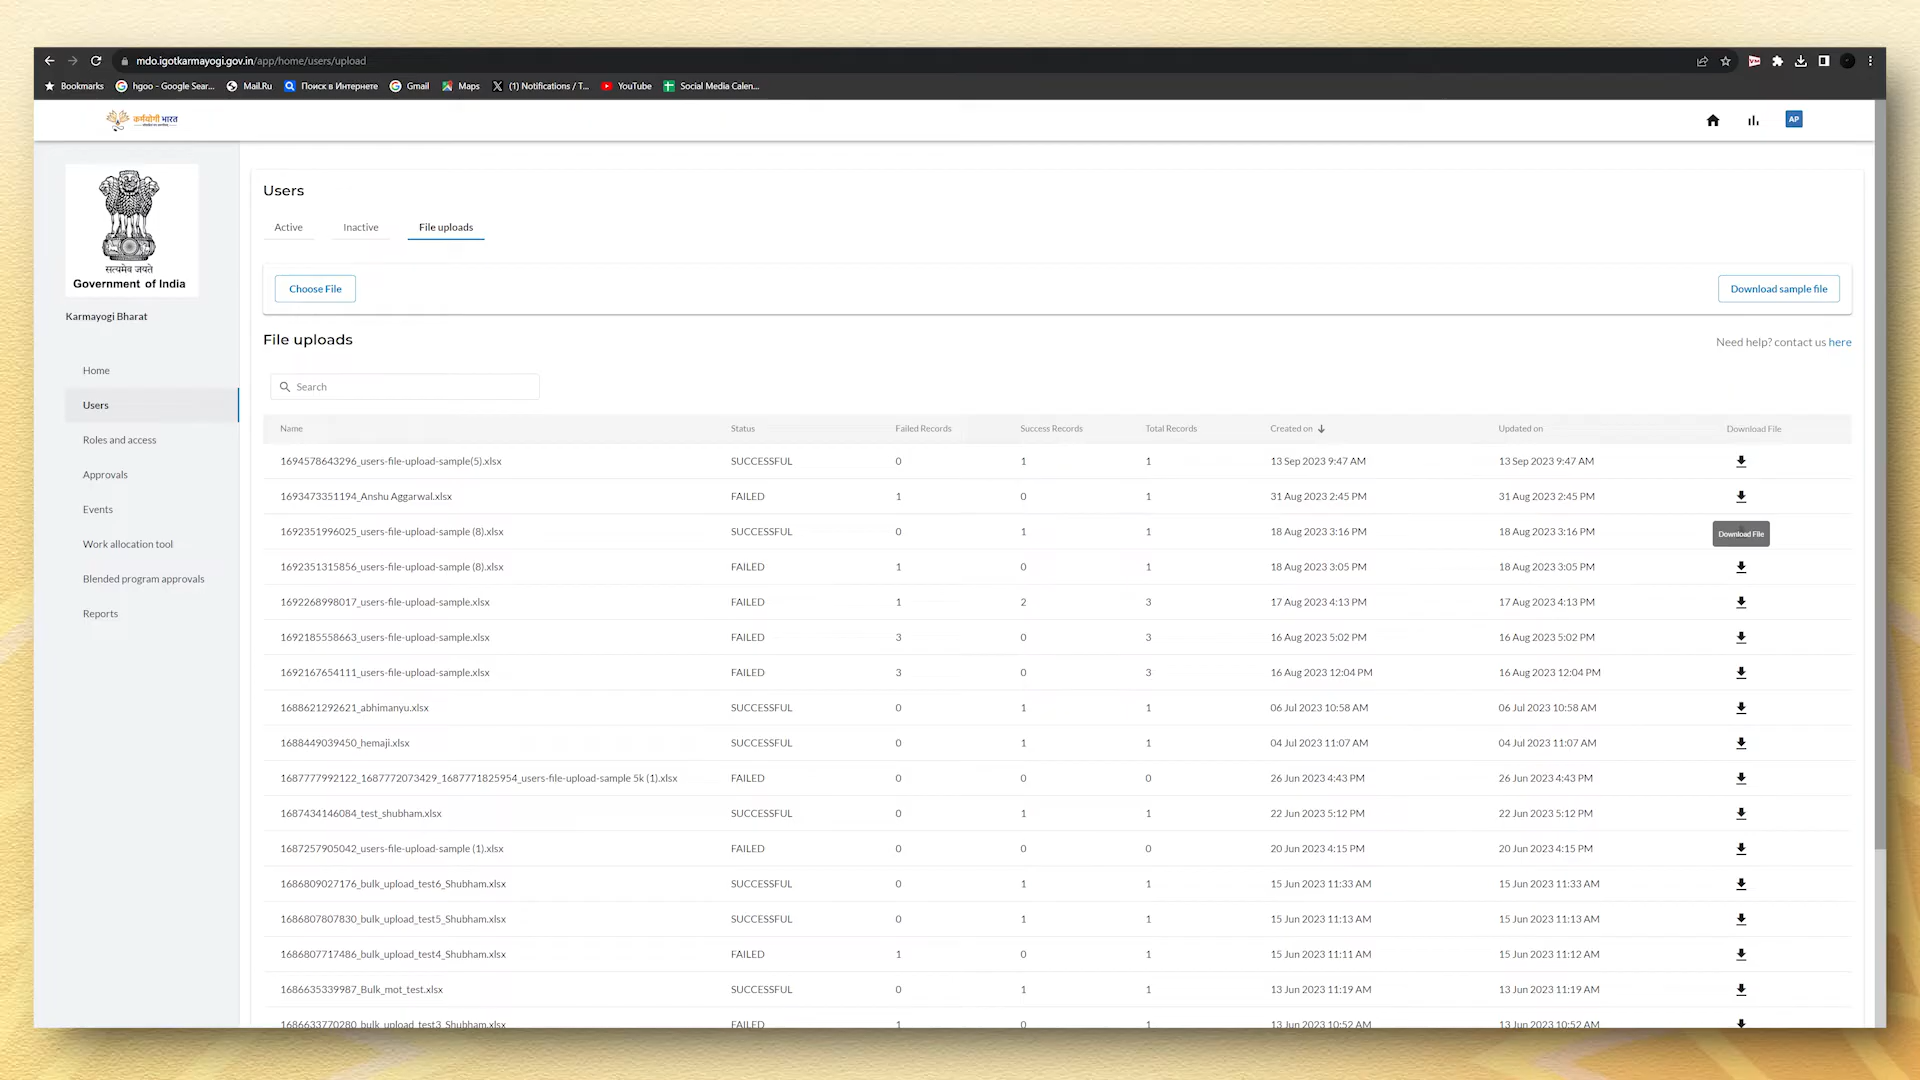 mdo.igotkarmayogi.gov.in/app/home/users/upload
Bookmarks hgoo - Google Sear... Mail.Ru Поиск в Интернете Gmail Maps (1) Notifications / T... YouTube Social Media Calen...
कर्मयोगी भारत
AP
सत्यमेव जयते
Government of India
Karmayogi Bharat
Home
Users
Roles and access
Approvals
Events
Work allocation tool
Blended program approvals
Reports
Users
Active Inactive File uploads
Choose File Download sample file
File uploads
Need help? contact us here
Search
Name Status Failed Records Success Records Total Records Created on Updated on Download File
1694578643296_users-file-upload-sample(5).xlsx SUCCESSFUL 0 1 1 13 Sep 2023 9:47 AM 13 Sep 2023 9:47 AM
1693473351194_Anshu Aggarwal.xlsx FAILED 1 0 1 31 Aug 2023 2:45 PM 31 Aug 2023 2:45 PM
1692351996025_users-file-upload-sample (8).xlsx SUCCESSFUL 0 1 1 18 Aug 2023 3:16 PM 18 Aug 2023 3:16 PM Download File
1692351315856_users-file-upload-sample (8).xlsx FAILED 1 0 1 18 Aug 2023 3:05 PM 18 Aug 2023 3:05 PM
1692268998017_users-file-upload-sample.xlsx FAILED 1 2 3 17 Aug 2023 4:13 PM 17 Aug 2023 4:13 PM
1692185558663_users-file-upload-sample.xlsx FAILED 3 0 3 16 Aug 2023 5:02 PM 16 Aug 2023 5:02 PM
1692167654111_users-file-upload-sample.xlsx FAILED 3 0 3 16 Aug 2023 12:04 PM 16 Aug 2023 12:04 PM
1688621292621_abhimanyu.xlsx SUCCESSFUL 0 1 1 06 Jul 2023 10:58 AM 06 Jul 2023 10:58 AM
1688449039450_hemaji.xlsx SUCCESSFUL 0 1 1 04 Jul 2023 11:07 AM 04 Jul 2023 11:07 AM
1687777992122_1687772073429_1687771825954_users-file-upload-sample 5k (1).xlsx FAILED 0 0 0 26 Jun 2023 4:43 PM 26 Jun 2023 4:43 PM
1687434146084_test_shubham.xlsx SUCCESSFUL 0 1 1 22 Jun 2023 5:12 PM 22 Jun 2023 5:12 PM
1687257905042_users-file-upload-sample (1).xlsx FAILED 0 0 0 20 Jun 2023 4:15 PM 20 Jun 2023 4:15 PM
1686809027176_bulk_upload_test6_Shubham.xlsx SUCCESSFUL 0 1 1 15 Jun 2023 11:33 AM 15 Jun 2023 11:33 AM
1686807807830_bulk_upload_test5_Shubham.xlsx SUCCESSFUL 0 1 1 15 Jun 2023 11:13 AM 15 Jun 2023 11:13 AM
1686807717486_bulk_upload_test4_Shubham.xlsx FAILED 1 0 1 15 Jun 2023 11:11 AM 15 Jun 2023 11:12 AM
1686635339987_Bulk_mot_test.xlsx SUCCESSFUL 0 1 1 13 Jun 2023 11:19 AM 13 Jun 2023 11:19 AM
1686633770280_bulk_upload_test3_Shubham.xlsx FAILED 1 0 1 13 Jun 2023 10:52 AM 13 Jun 2023 10:52 AM